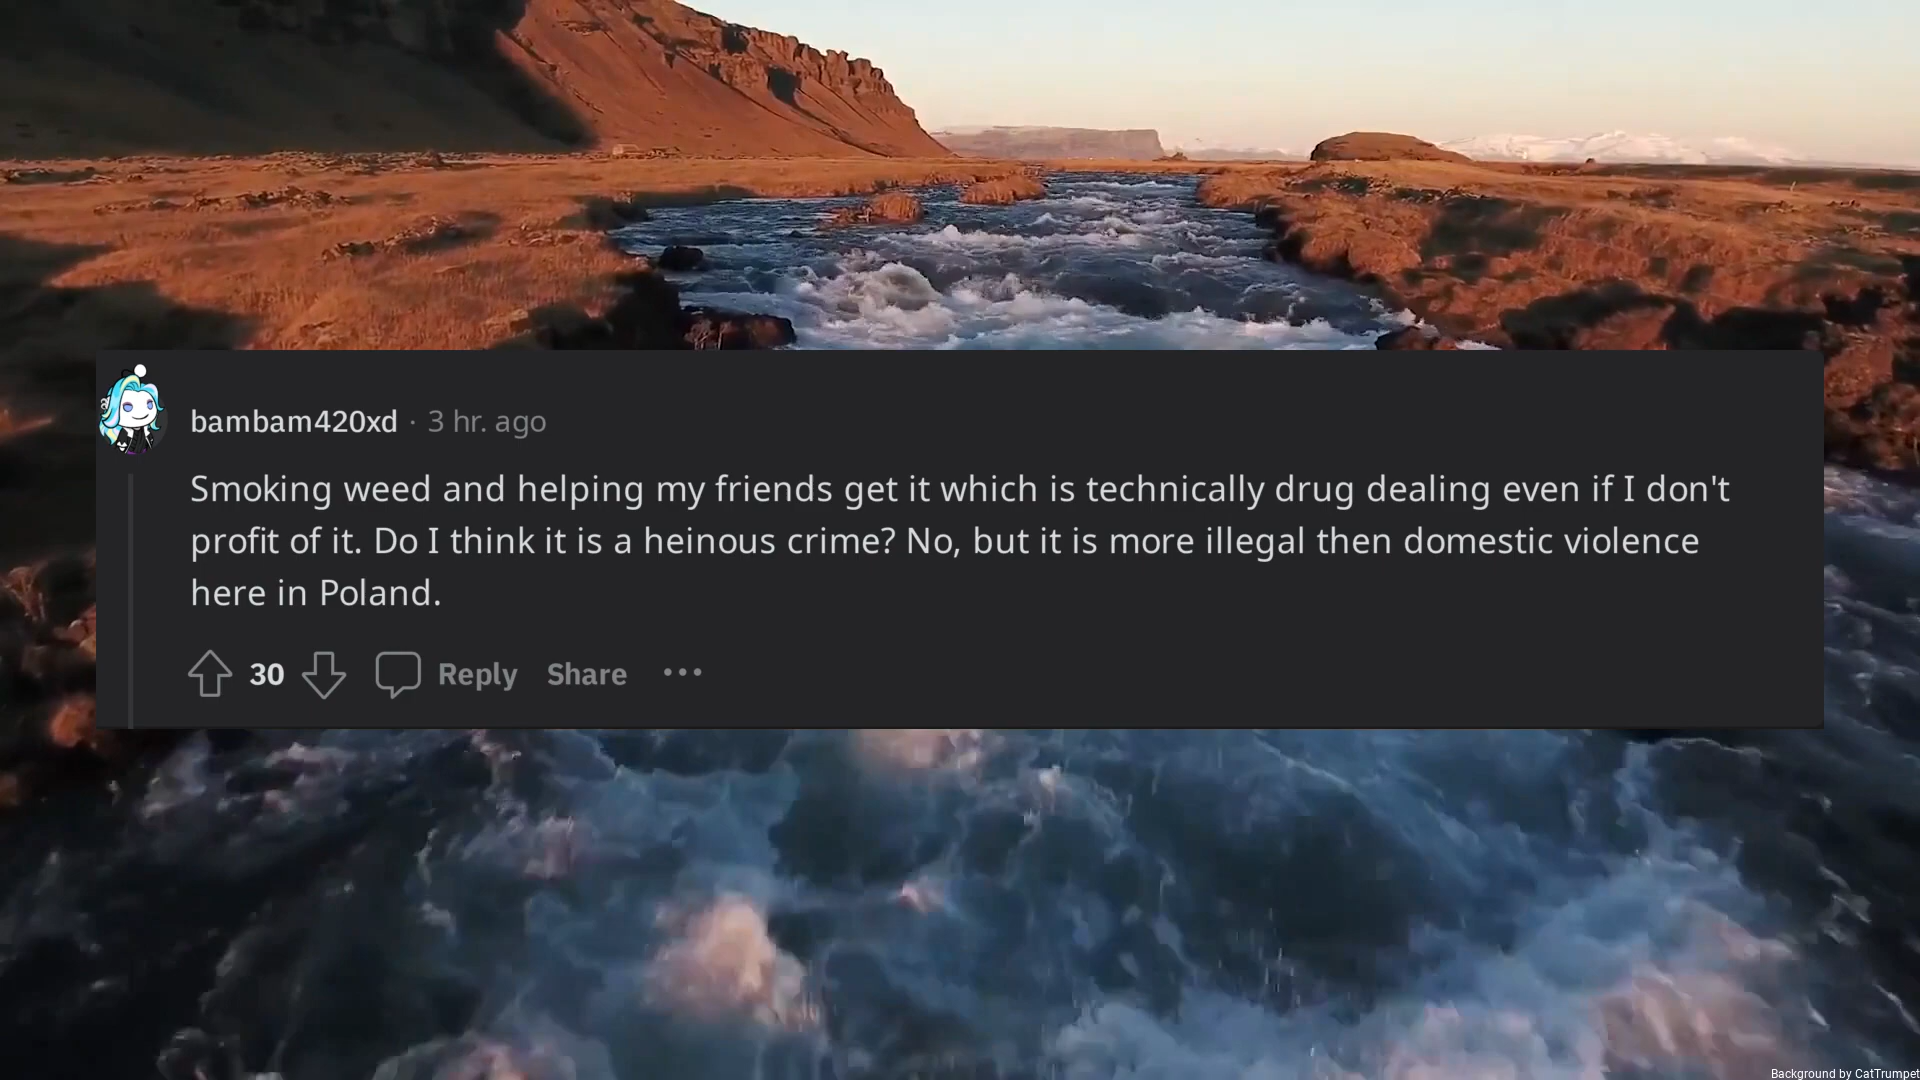 bambam420xd · 3 hr. ago
Smoking weed and helping my friends get it which is technically drug dealing even if I don't
profit of it. Do I think it is a heinous crime? No, but it is more illegal then domestic violence
here in Poland.
30 Reply Share ···
Background by CatTrumpet